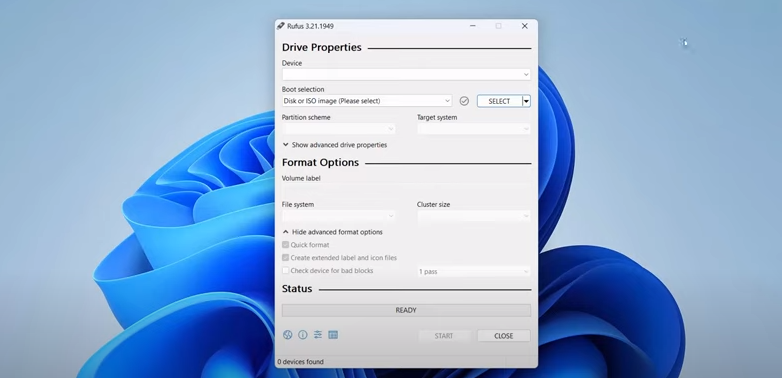 Rufus 3.21.1949
Drive Properties
Device
Boot selection
Disk or ISO image (Please select)
SELECT
Partition scheme
Target system
Show advanced drive properties
Format Options
Volume label
File system
Cluster size
Hide advanced format options
Quick format
Create extended label and icon files
Check device for bad blocks
1 pass
Status
READY
START
CLOSE
0 devices found